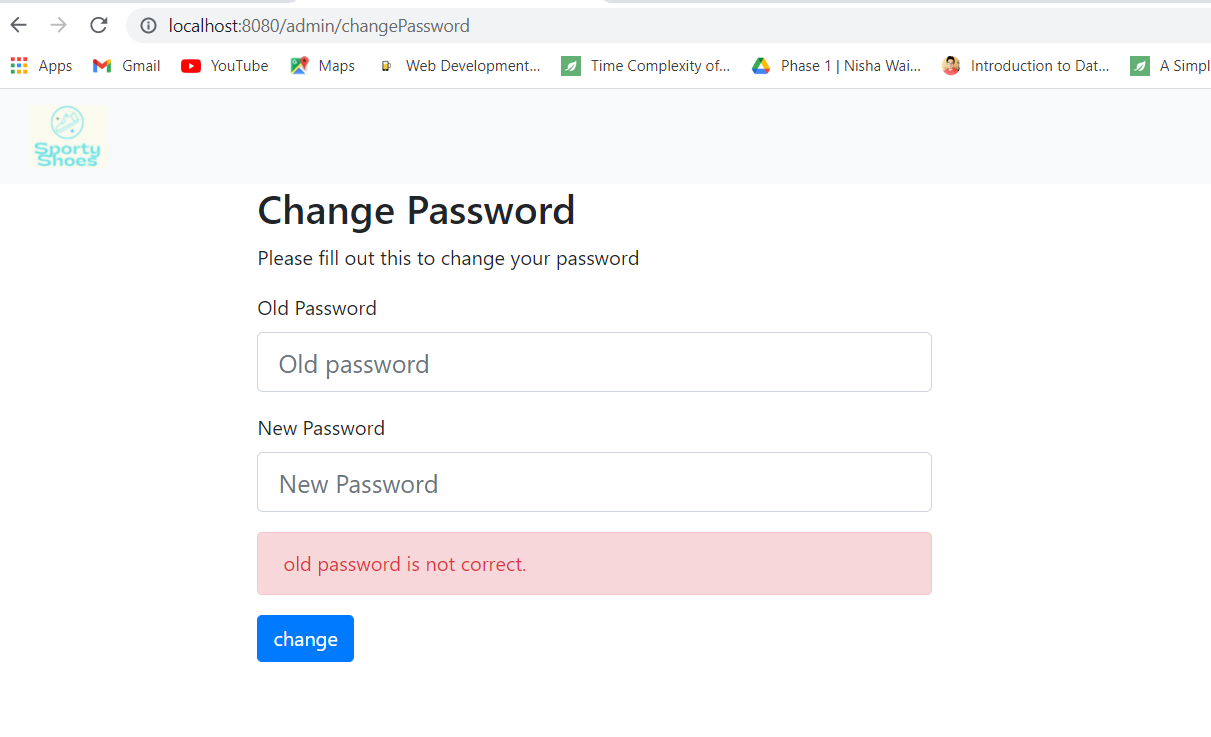 localhost:8080/admin/changePassword
Apps Gmail YouTube Maps Web Development... Time Complexity of... Phase 1 | Nisha Wai... Introduction to Dat... A Simpl
Sporty
Shoes
Change Password
Please fill out this to change your password
Old Password
Old password
New Password
New Password
old password is not correct.
change